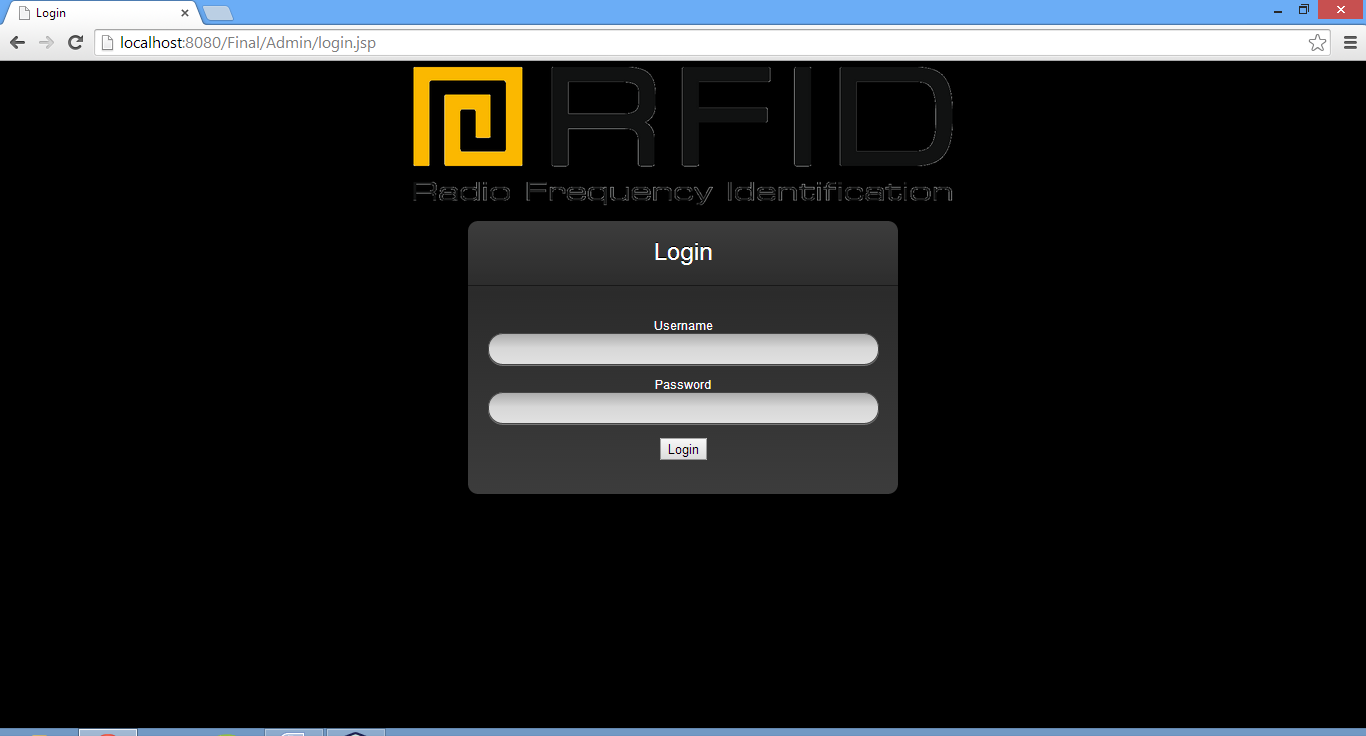 Login
localhost:8080/Final/Admin/login.jsp
RFID
Radio Frequency Identification
Login
Username
Password
Login